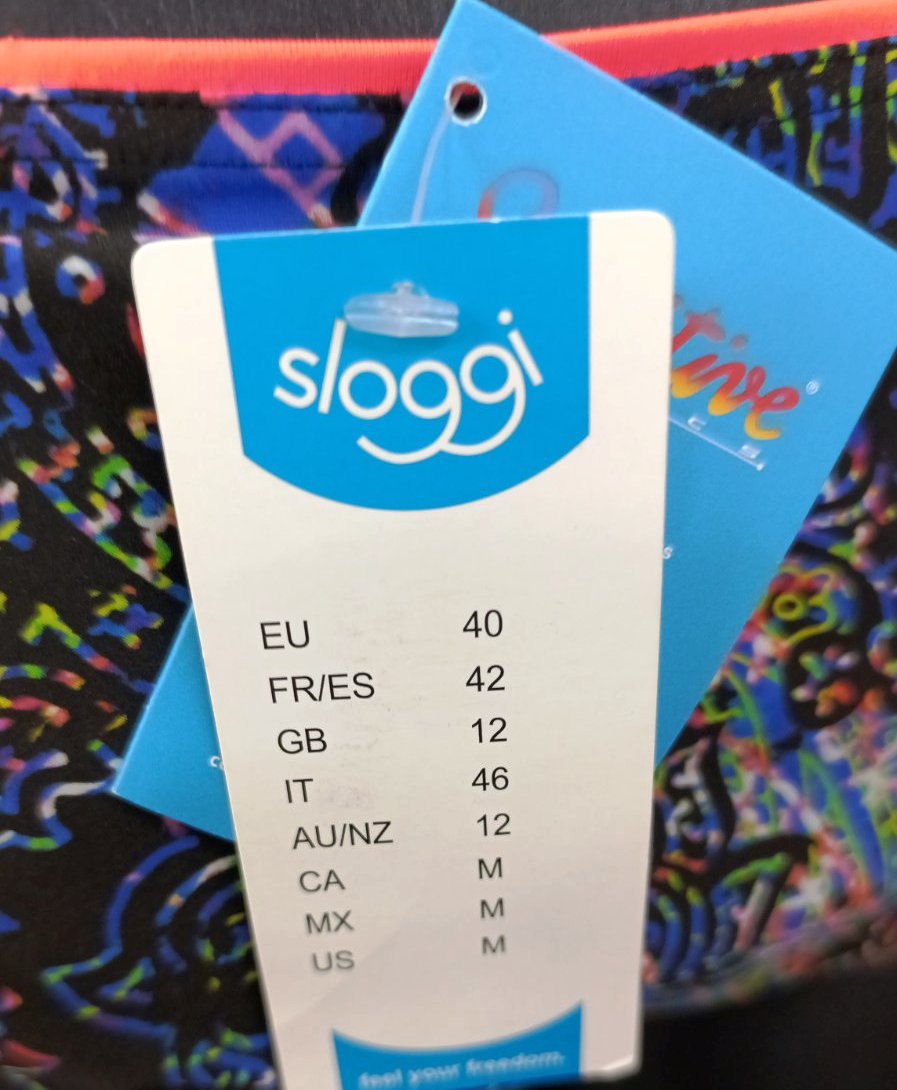 sloggi
EU 40
FR/ES 42
GB 12
IT 46
AU/NZ 12
CA M
MX M
US M
feel your freedom.